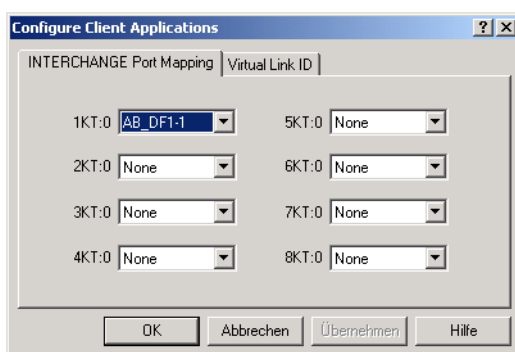 Configure Client Applications
INTERCHANGE Port Mapping
Virtual Link ID
1KT:0 AB_DF1-1
5KT:0 None
2KT:0 None
6KT:0 None
3KT:0 None
7KT:0 None
4KT:0 None
8KT:0 None
OK
Abbrechen
Übernehmen
Hilfe